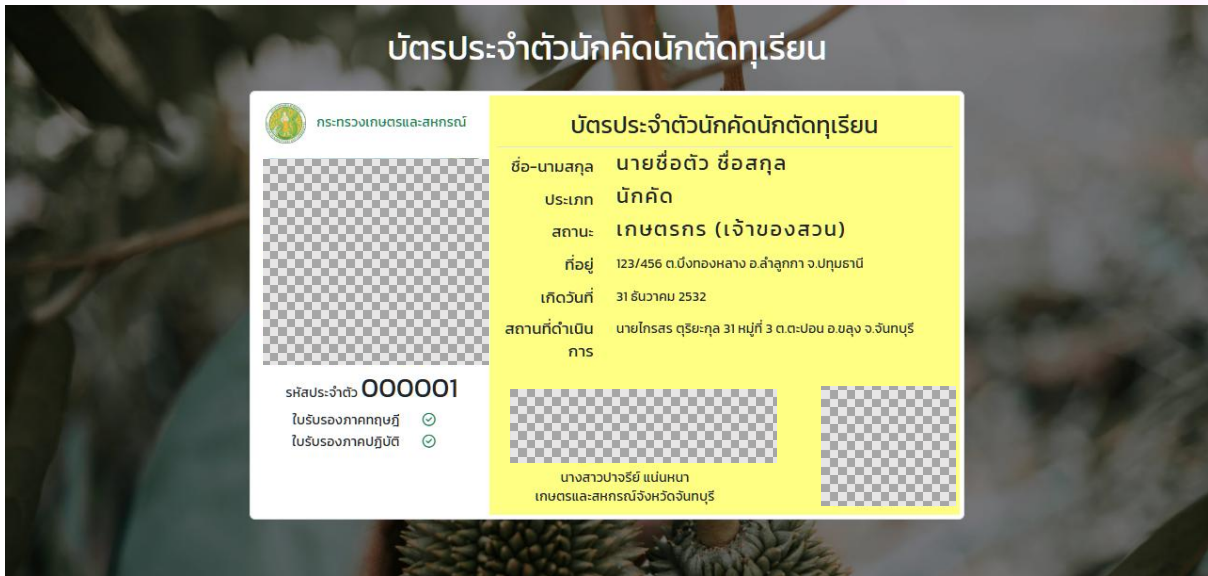 บัตรประจำตัวนักคัดนักตัดทุเรียน
กระทรวงเกษตรและสหกรณ์
บัตรประจำตัวนักคัดนักตัดทุเรียน
ชื่อ-นามสกุล นายชื่อตัว ชื่อสกุล
ประเภท นักคัด
สถานะ เกษตรกร (เจ้าของสวน)
ที่อยู่ 123/456 ต.บึงทองหลาง อ.ลำลูกกา จ.ปทุมธานี
เกิดวันที่ 31 ธันวาคม 2532
สถานที่ดำเนิน นายไกรสร ตุริยะกุล 31 หมู่ที่ 3 ต.ตะปอน อ.ขลุง จ.จันทบุรี
การ
รหัสประจำตัว 000001
ใบรับรองภาคทฤษฎี
ใบรับรองภาคปฏิบัติ
นางสาวปาจรีย์ แน่นหนา
เกษตรและสหกรณ์จังหวัดจันทบุรี